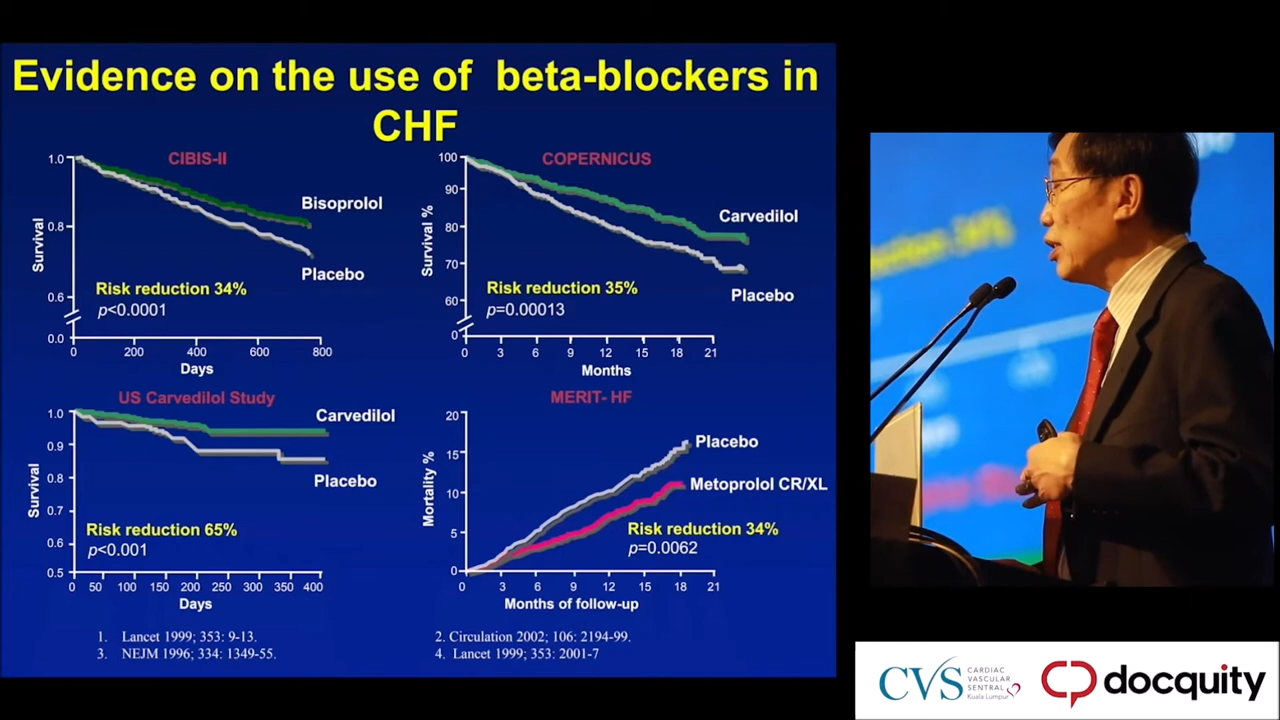 Evidence on the use of beta-blockers in
CHF
CIBIS-II
Survival
1.0
0.8
0.6
0.0
Bisoprolol
Placebo
Risk reduction 34%
p<0.0001
0 200 400 600 800
Days
COPERNICUS
Survival %
100
90
80
70
60
0
Carvedilol
Placebo
Risk reduction 35%
p=0.00013
0 3 6 9 12 15 18 21
Months
US Carvedilol Study
Survival
1.0
0.9
0.8
0.7
0.6
0.5
Carvedilol
Placebo
Risk reduction 65%
p<0.001
0 50 100 150 200 250 300 350 400
Days
MERIT- HF
Mortality %
20
15
10
5
0
Placebo
Metoprolol CR/XL
Risk reduction 34%
p=0.0062
0 3 6 9 12 15 18 21
Months of follow-up
1. Lancet 1999; 353: 9-13.
2. Circulation 2002; 106: 2194-99.
3. NEJM 1996; 334: 1349-55.
4. Lancet 1999; 353: 2001-7
CVS CARDIAC
VASCULAR
SENTRAL
Kuala Lumpur
docquity